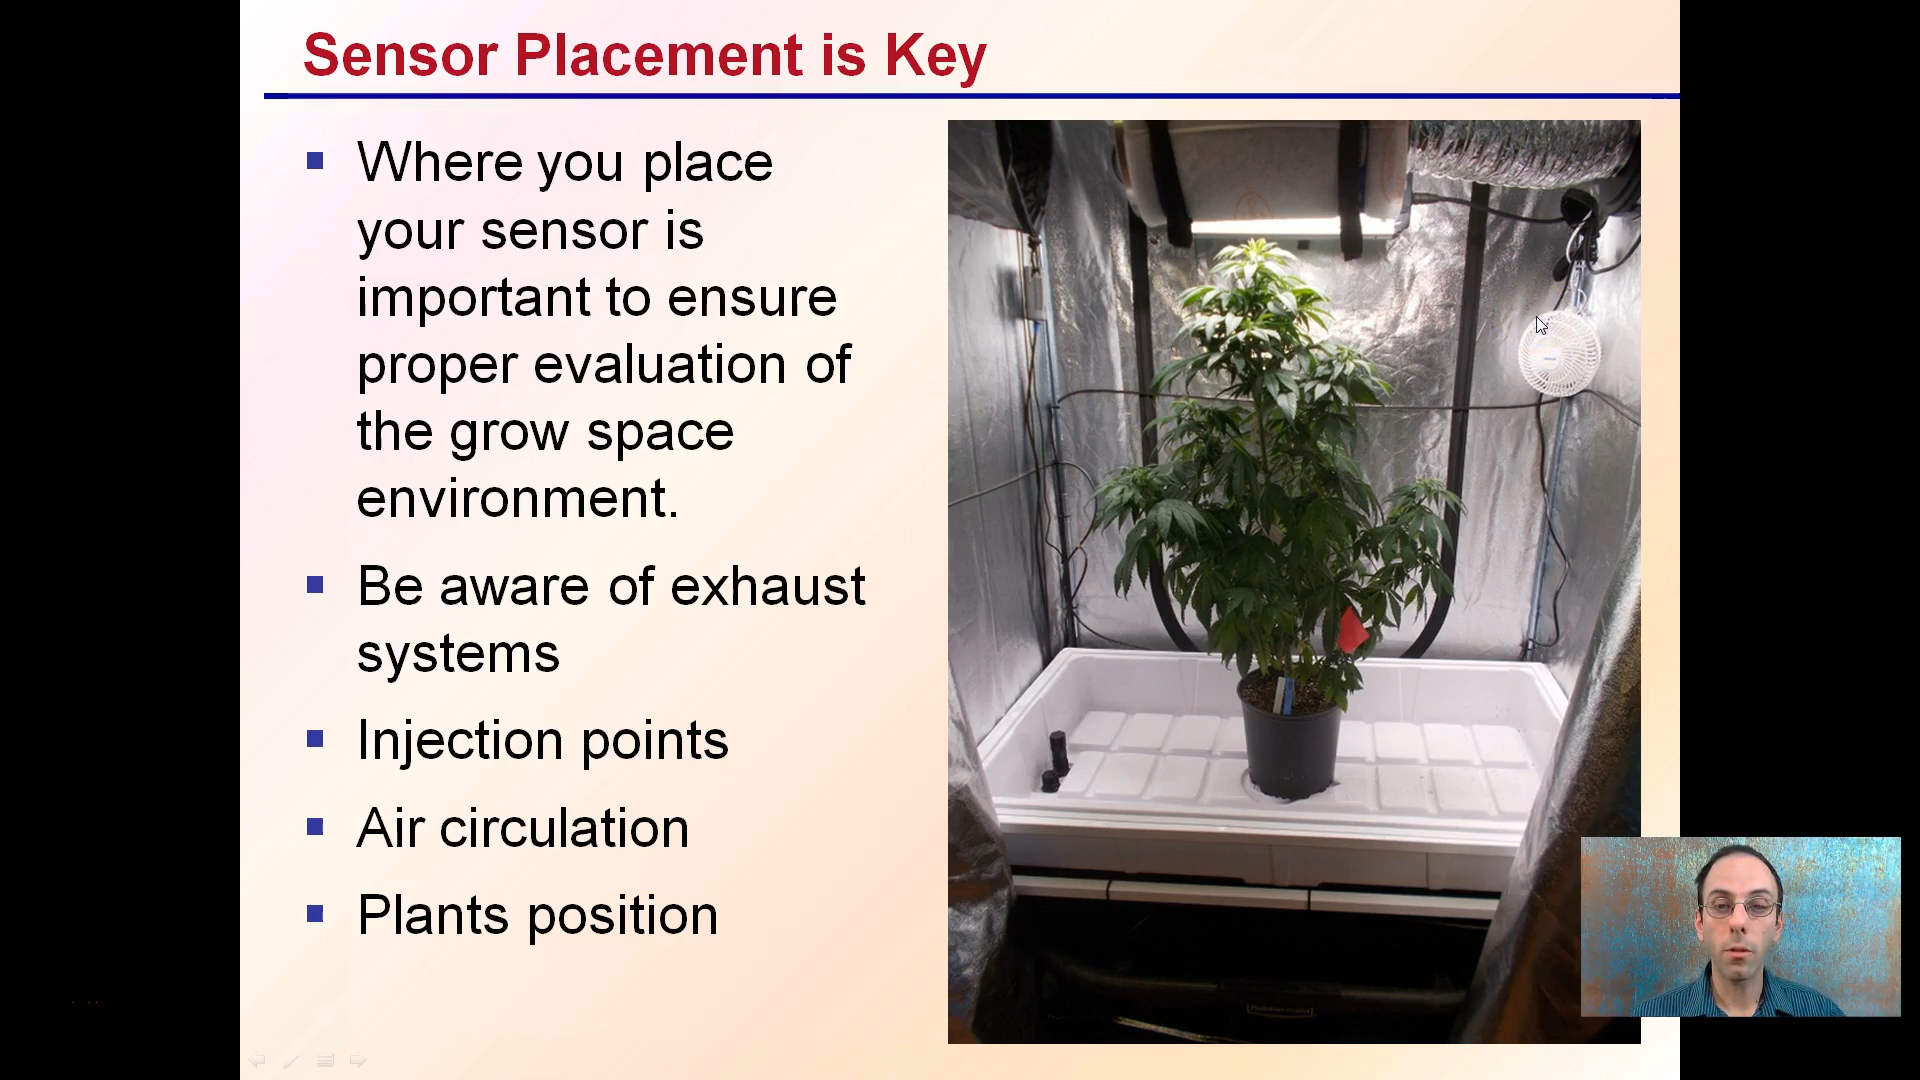 Sensor Placement is Key
Where you place
your sensor is
important to ensure
proper evaluation of
the grow space
environment.
Be aware of exhaust
systems
Injection points
Air circulation
Plants position
Rubbermaid